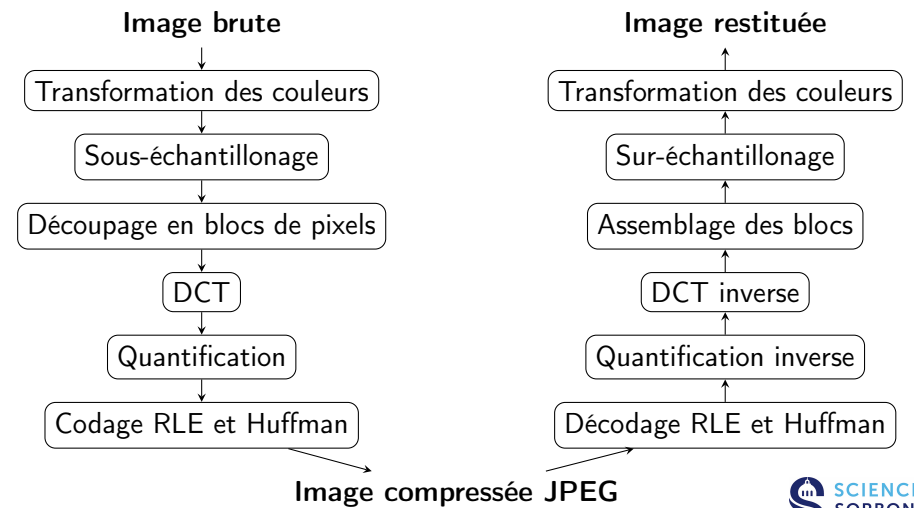 Image brute
Transformation des couleurs
Sous-échantillonage
Découpage en blocs de pixels
DCT
Quantification
Codage RLE et Huffman
Image compressée JPEG
Image restituée
Transformation des couleurs
Sur-échantillonage
Assemblage des blocs
DCT inverse
Quantification inverse
Décodage RLE et Huffman
SCIENC